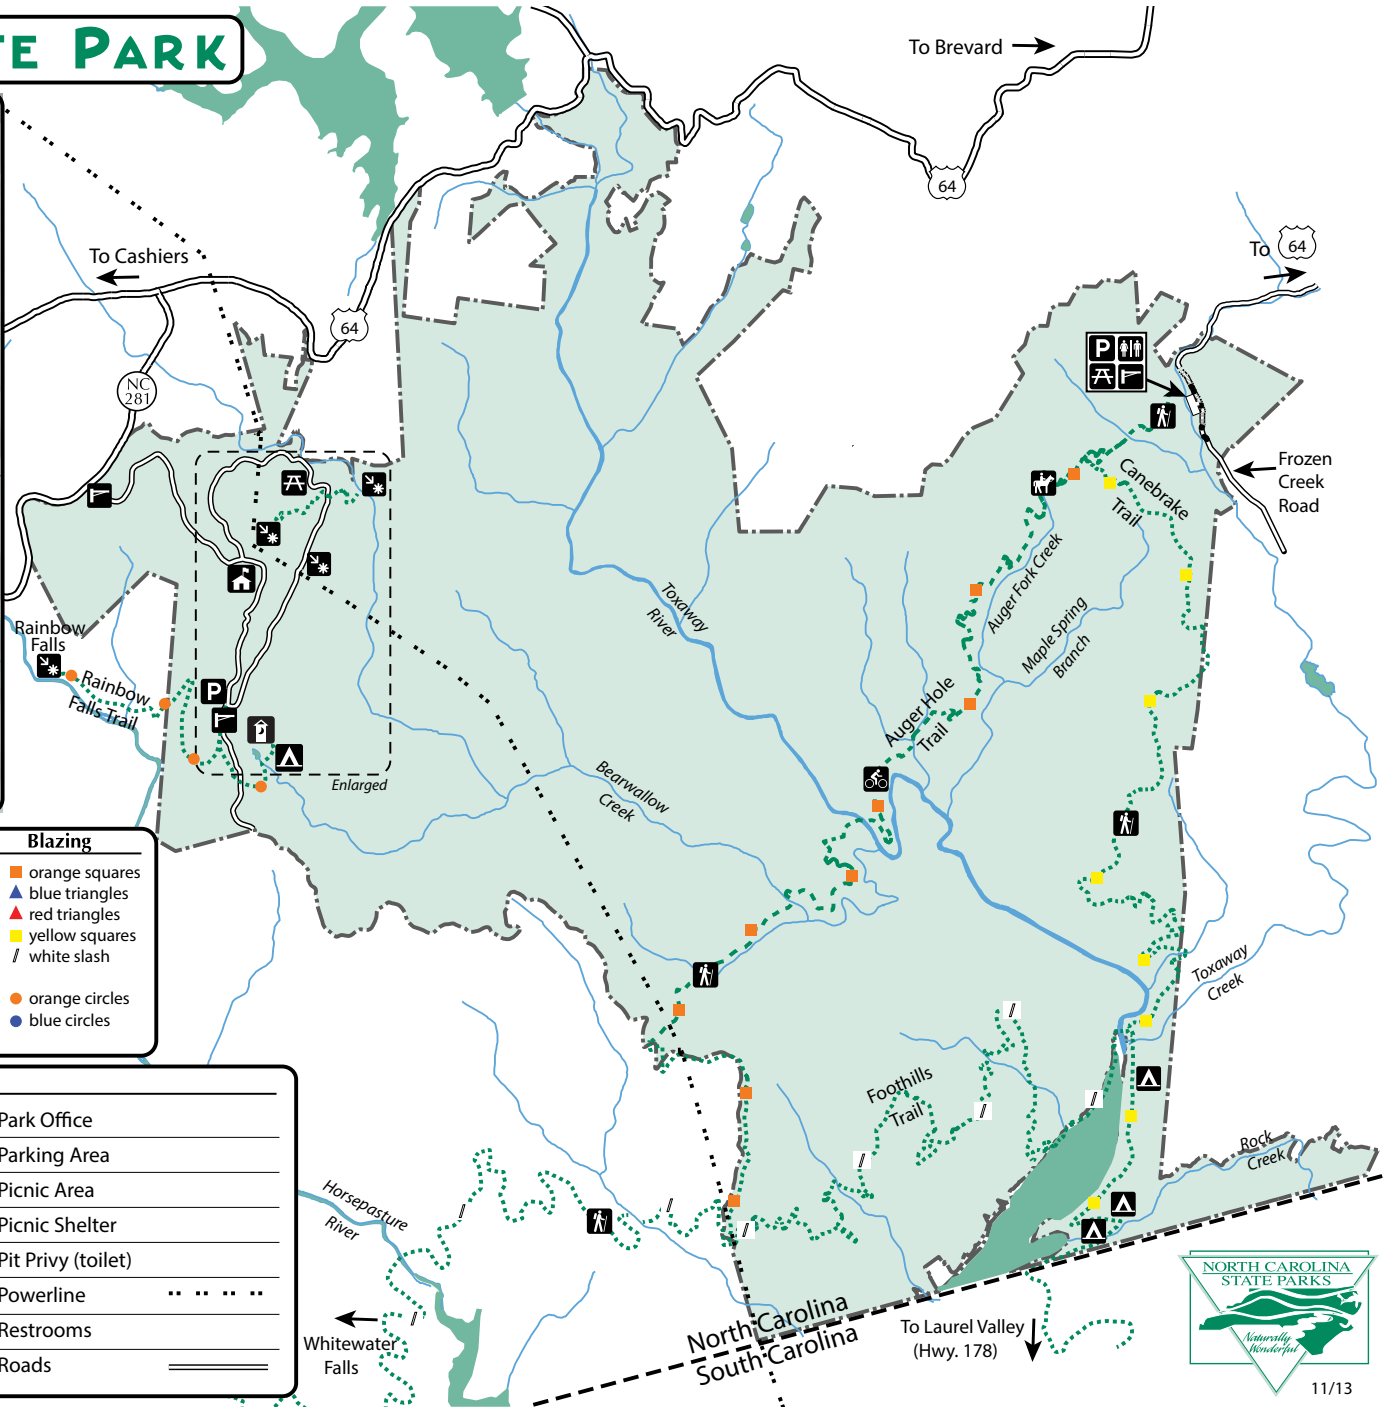 TE PARK
To Brevard
64
To Cashiers
64
To 64
NC
281
P
Frozen
Creek
Road
Canebrake
Trail
Auger Fork Creek
Maple Spring
Branch
Toxaway
River
Rainbow
Falls
Rainbow
Falls Trail
P
Enlarged
Auger Hole
Trail
Bearwallow
Creek
Blazing
orange squares
blue triangles
red triangles
yellow squares
white slash
orange circles
blue circles
Toxaway
Creek
Foothills
Trail
Park Office
Parking Area
Picnic Area
Picnic Shelter
Pit Privy (toilet)
Powerline
Restrooms
Roads
Rock
Creek
Horsepasture
River
Whitewater
Falls
North Carolina
South Carolina
To Laurel Valley
(Hwy. 178)
NORTH CAROLINA
STATE PARKS
Naturally
Wonderful
11/13